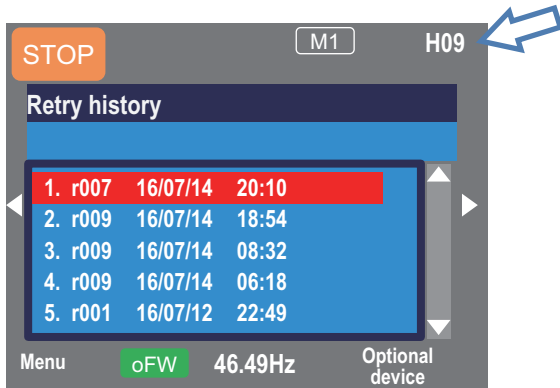 STOP M1 H09
Retry history
1. r007 16/07/14 20:10
2. r009 16/07/14 18:54
3. r009 16/07/14 08:32
4. r009 16/07/14 06:18
5. r001 16/07/12 22:49
Menu oFW 46.49Hz Optional
device